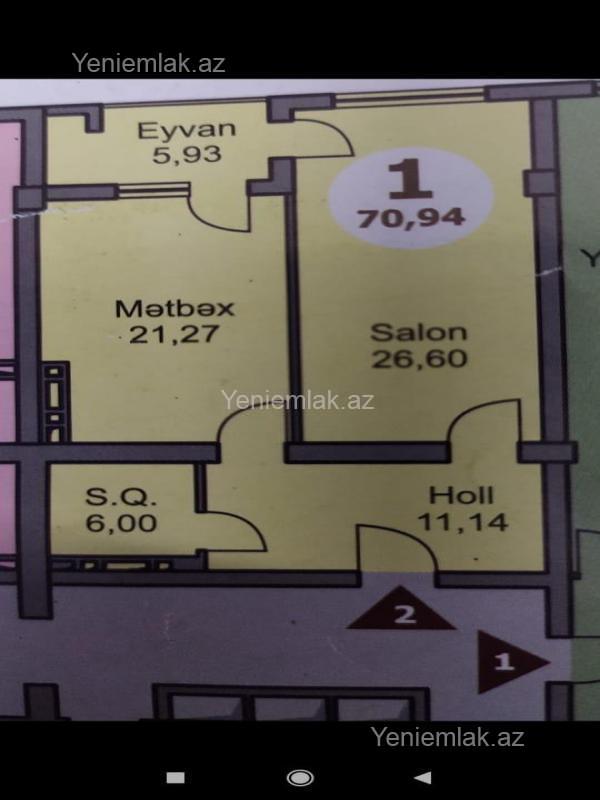 Yeniemlak.az
Eyvan
5,93
1
70,94
Y
Mətbəx
21,27
Salon
26,60
Yeniemlak.az
S.Q.
6,00
Holl
11,14
2
1
Yeniemlak.az